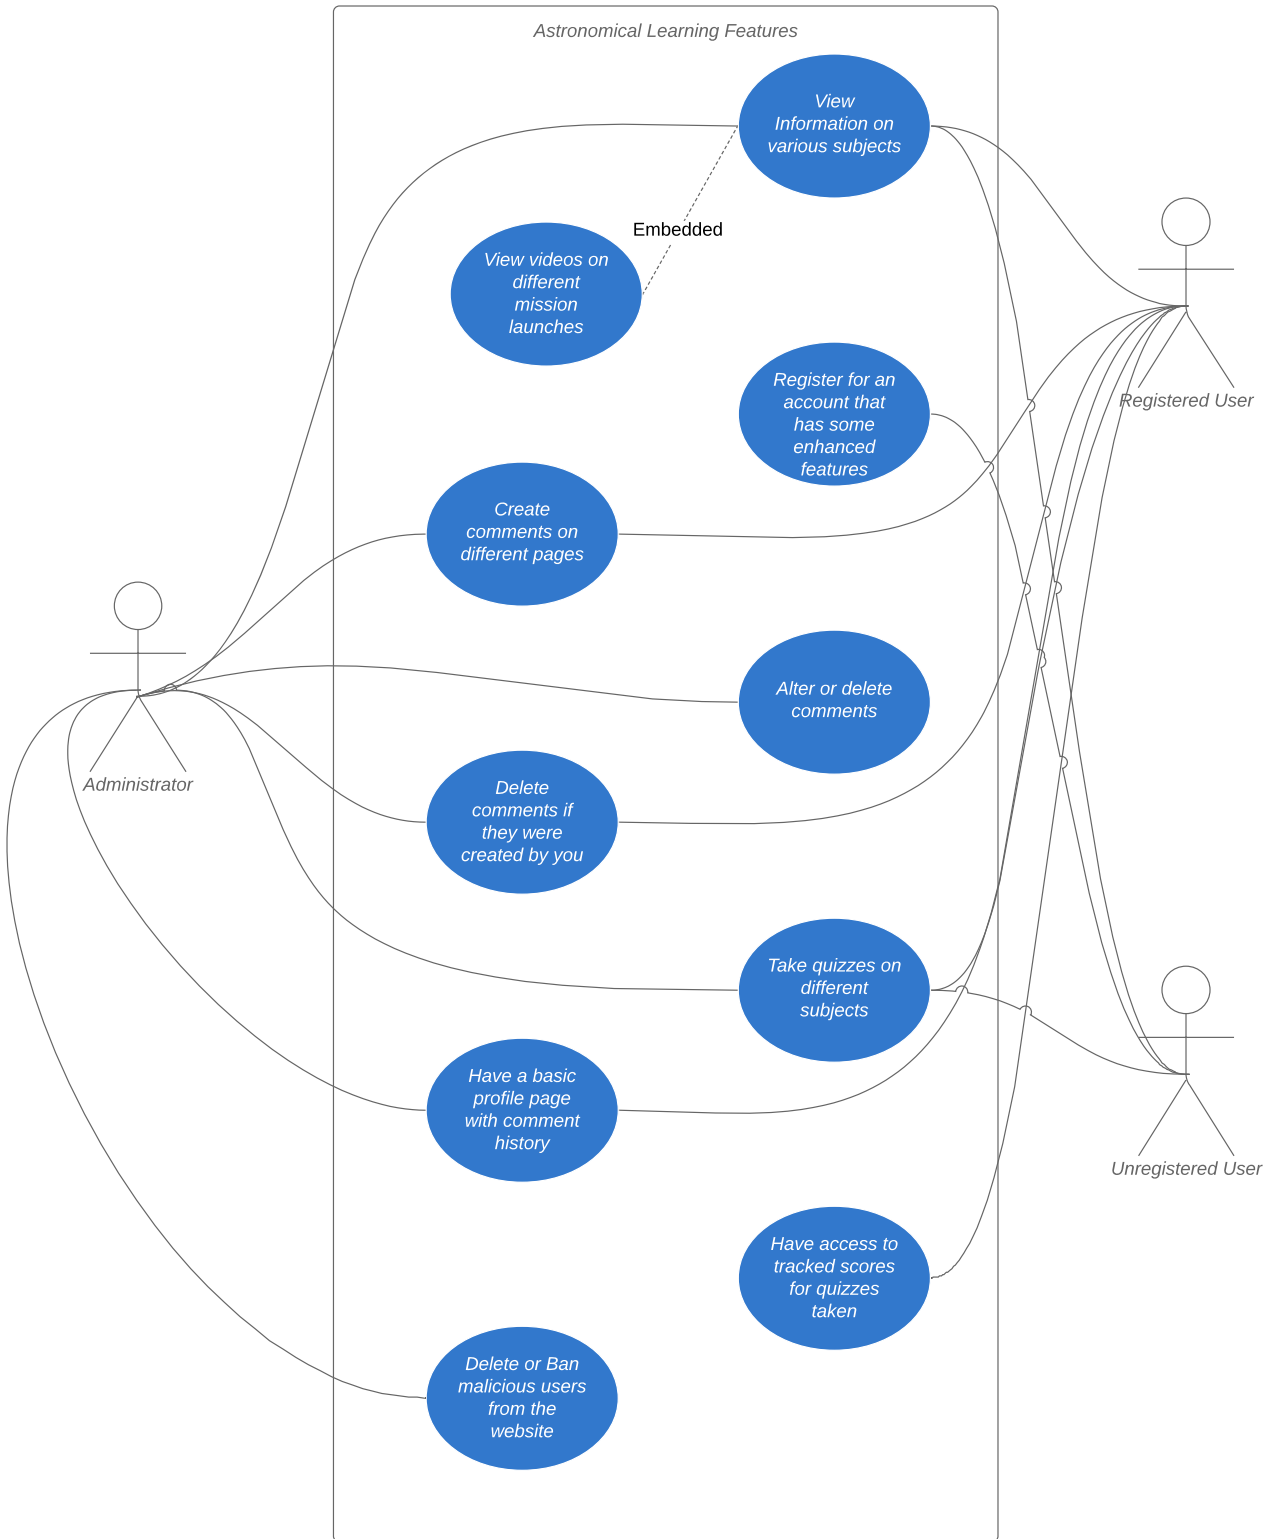 Astronomical Learning Features
View
Information on
various subjects
Embedded
View videos on
different
mission
launches
Register for an
account that
has some
enhanced
features
Registered User
Create
comments on
different pages
Alter or delete
comments
Administrator
Delete
comments if
they were
created by you
Take quizzes on
different
subjects
Have a basic
profile page
with comment
history
Unregistered User
Have access to
tracked scores
for quizzes
taken
Delete or Ban
malicious users
from the
website